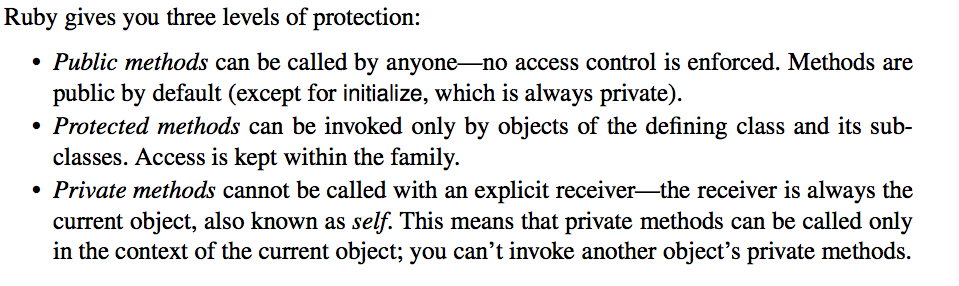 Ruby gives you three levels of protection:
• Public methods can be called by anyone—no access control is enforced. Methods are
public by default (except for initialize, which is always private).
• Protected methods can be invoked only by objects of the defining class and its sub-
classes. Access is kept within the family.
• Private methods cannot be called with an explicit receiver—the receiver is always the
current object, also known as self. This means that private methods can be called only
in the context of the current object; you can’t invoke another object’s private methods.